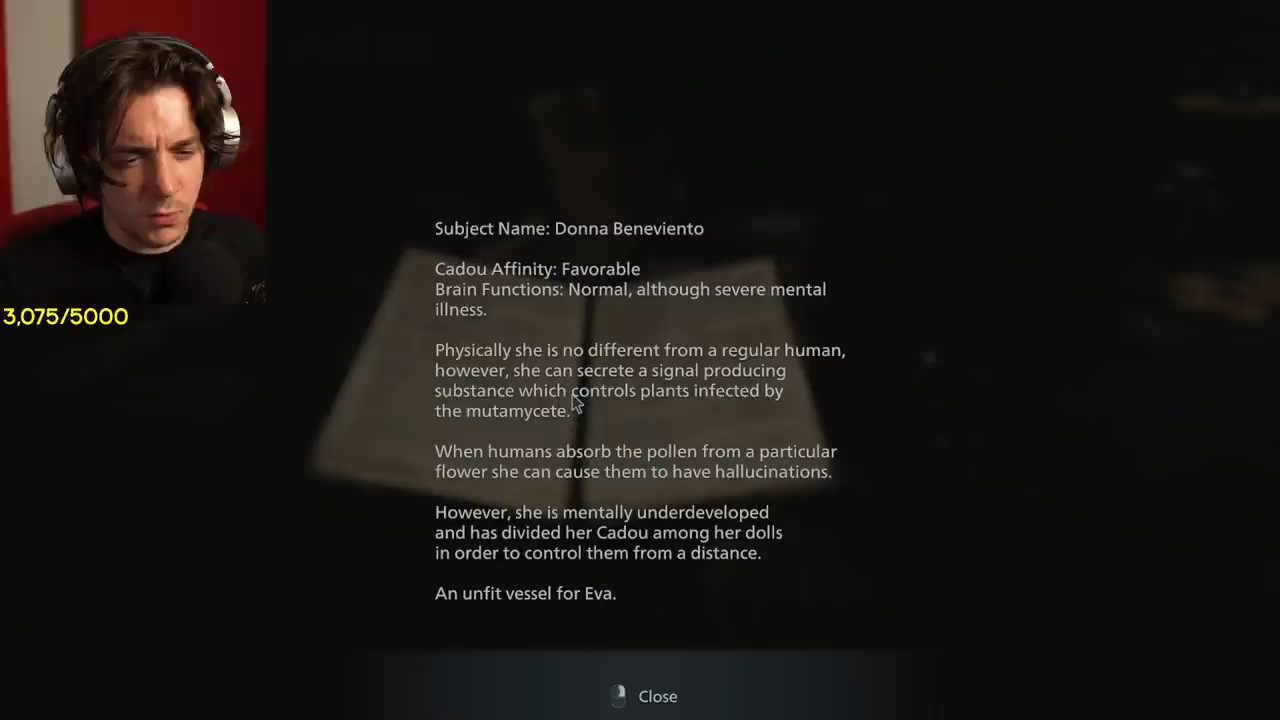 3,075/5000
Subject Name: Donna Beneviento
Cadou Affinity: Favorable
Brain Functions: Normal, although severe mental
illness.
Physically she is no different from a regular human,
however, she can secrete a signal producing
substance which controls plants infected by
the mutamycete.
When humans absorb the pollen from a particular
flower she can cause them to have hallucinations.
However, she is mentally underdeveloped
and has divided her Cadou among her dolls
in order to control them from a distance.
An unfit vessel for Eva.
Close